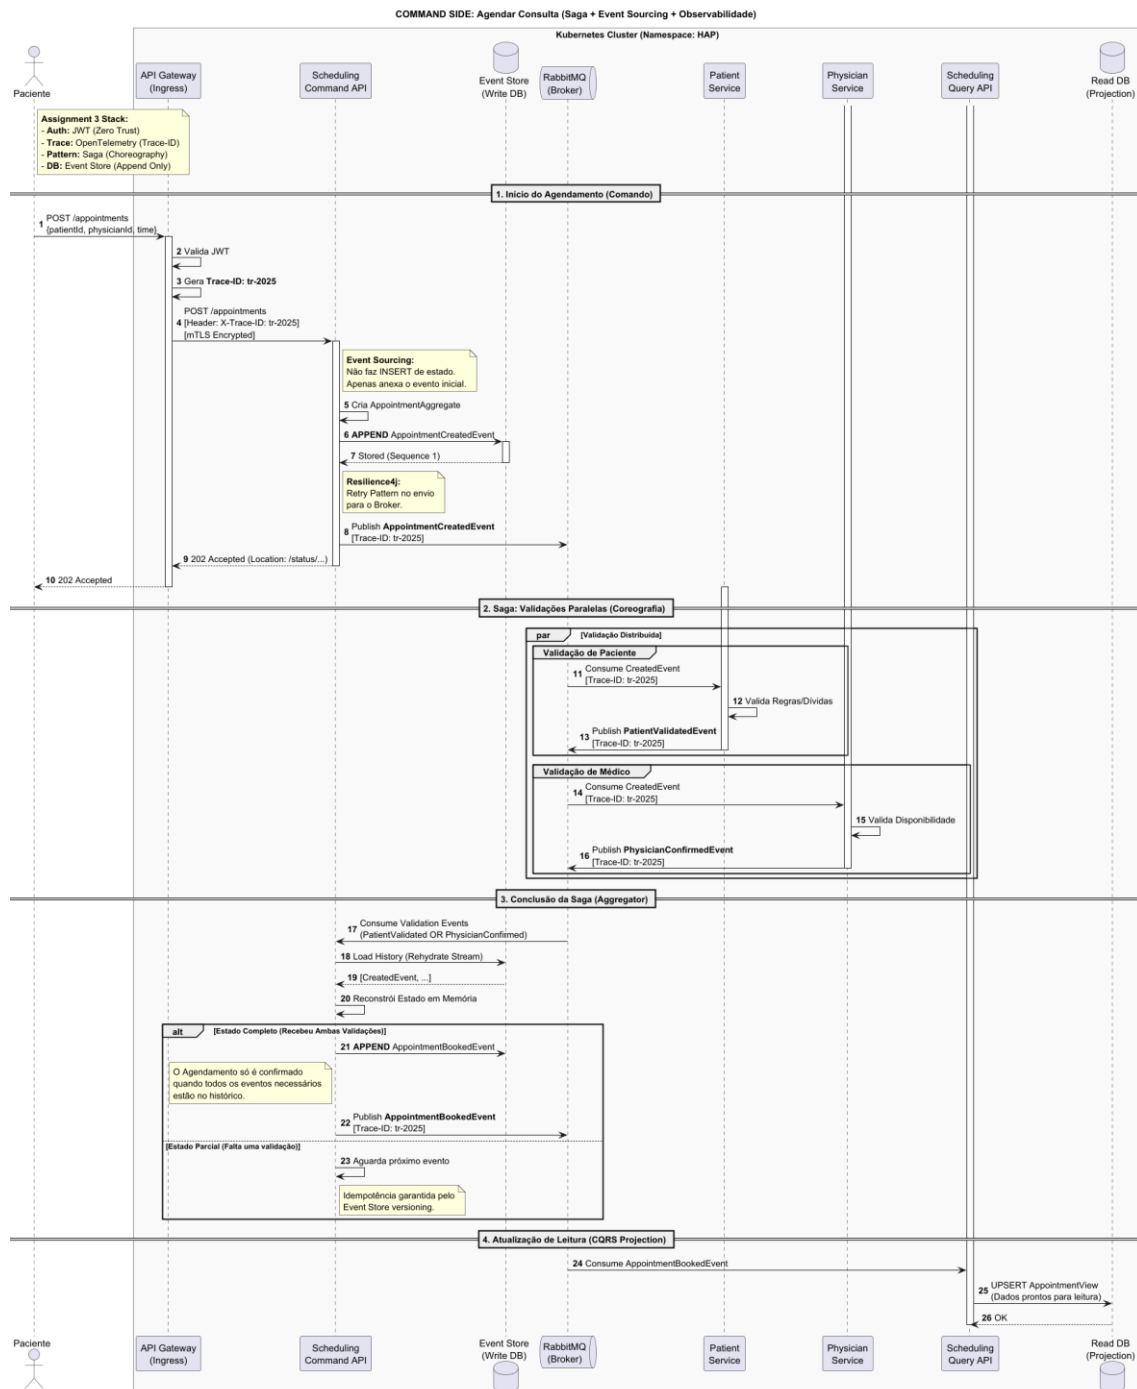 COMMAND SIDE: Agendar Consulta (Saga + Event Sourcing + Observabilidade)
Kubernetes Cluster (Namespace: HAP)
Paciente
API Gateway
(Ingress)
Scheduling
Command API
Event Store
(Write DB)
RabbitMQ
(Broker)
Patient
Service
Physician
Service
Scheduling
Query API
Read DB
(Projection)
Assignment 3 Stack:
- Auth: JWT (Zero Trust)
- Trace: OpenTelemetry (Trace-ID)
- Pattern: Saga (Choreography)
- DB: Event Store (Append Only)
1. Início do Agendamento (Comando)
1 POST /appointments
{patientId, physicianId, time}
2 Valida JWT
3 Gera Trace-ID: tr-2025
POST /appointments
4 [Header: X-Trace-ID: tr-2025]
[mTLS Encrypted]
Event Sourcing:
Não faz INSERT de estado.
Apenas anexa o evento inicial.
5 Cria AppointmentAggregate
6 APPEND AppointmentCreatedEvent
7 Stored (Sequence 1)
Resilience4j:
Retry Pattern no envio
para o Broker.
8 Publish AppointmentCreatedEvent
[Trace-ID: tr-2025]
9 202 Accepted (Location: /status/...)
10 202 Accepted
2. Saga: Validações Paralelas (Coreografia)
par [Validação Distribuída]
Validação de Paciente
11 Consume CreatedEvent
[Trace-ID: tr-2025]
12 Valida Regras/Dívidas
13 Publish PatientValidatedEvent
[Trace-ID: tr-2025]
Validação de Médico
14 Consume CreatedEvent
[Trace-ID: tr-2025]
15 Valida Disponibilidade
16 Publish PhysicianConfirmedEvent
[Trace-ID: tr-2025]
3. Conclusão da Saga (Aggregator)
17 Consume Validation Events
(PatientValidated OR PhysicianConfirmed)
18 Load History (Rehydrate Stream)
19 [CreatedEvent, ...]
20 Reconstrói Estado em Memória
alt [Estado Completo (Recebeu Ambas Validações)]
21 APPEND AppointmentBookedEvent
O Agendamento só é confirmado
quando todos os eventos necessários
estão no histórico.
22 Publish AppointmentBookedEvent
[Trace-ID: tr-2025]
[Estado Parcial (Falta uma validação)]
23 Aguarda próximo evento
Idempotência garantida pelo
Event Store versioning.
4. Atualização de Leitura (CQRS Projection)
24 Consume AppointmentBookedEvent
25 UPSERT AppointmentView
(Dados prontos para leitura)
26 OK
Paciente
API Gateway
(Ingress)
Scheduling
Command API
Event Store
(Write DB)
RabbitMQ
(Broker)
Patient
Service
Physician
Service
Scheduling
Query API
Read DB
(Projection)